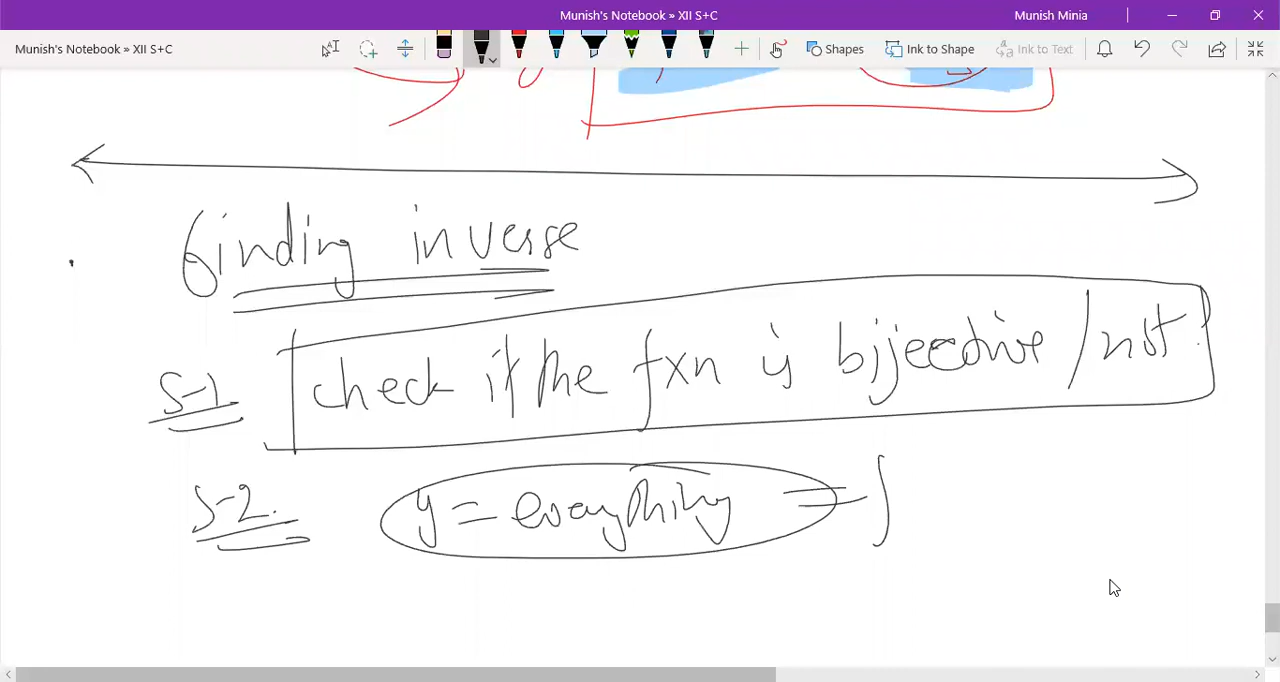 Munish's Notebook » XII S+C
Munish Minia
Munish's Notebook » XII S+C
Shapes
Ink to Shape
Ink to Text
finding inverse
S-1 check if the fxn is bijective / not
S-2. y = everything = f